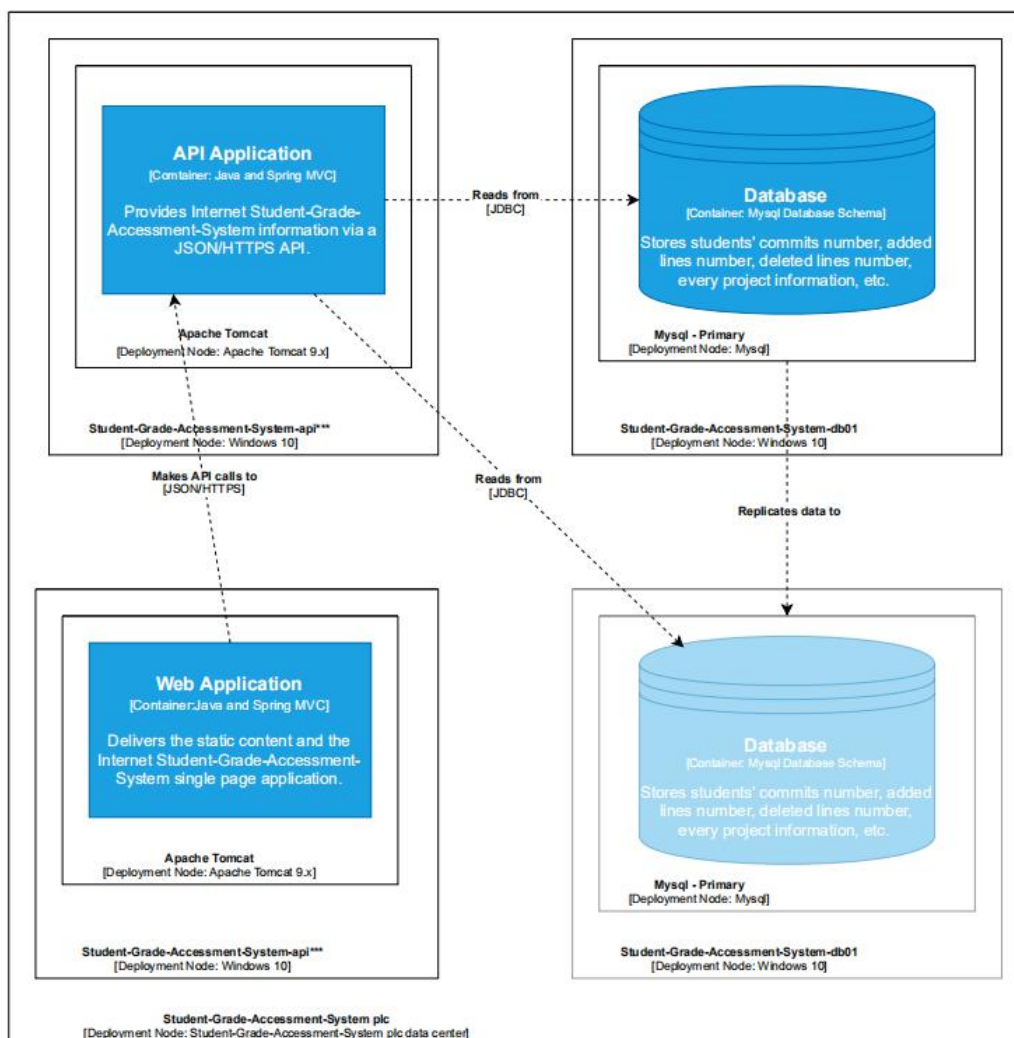 API Application
[Comtainer: Java and Spring MVC]
Provides Internet Student-Grade-
Accessment-System information via a
JSON/HTTPS API.
Apache Tomcat
[Deployment Node: Apache Tomcat 9.x]
Student-Grade-Accessment-System-api***
[Deployment Node: Windows 10]
Reads from
[JDBC]
Database
[Container: Mysql Database Schema]
Stores students' commits number, added
lines number, deleted lines number,
every project information, etc.
Mysql - Primary
[Deployment Node: Mysql]
Student-Grade-Accessment-System-db01
[Deployment Node: Windows 10]
Makes API calls to
[JSON/HTTPS]
Reads from
[JDBC]
Replicates data to
Web Application
[Container:Java and Spring MVC]
Delivers the static content and the
Internet Student-Grade-Accessment-
System single page application.
Apache Tomcat
[Deployment Node: Apache Tomcat 9.x]
Student-Grade-Accessment-System-api***
[Deployment Node: Windows 10]
Database
[Container: Mysql Database Schema]
Stores students' commits number, added
lines number, deleted lines number,
every project information, etc.
Mysql - Primary
[Deployment Node: Mysql]
Student-Grade-Accessment-System-db01
[Deployment Node: Windows 10]
Student-Grade-Accessment-System plc
[Deployment Node: Student-Grade-Accessment-System plc data center]